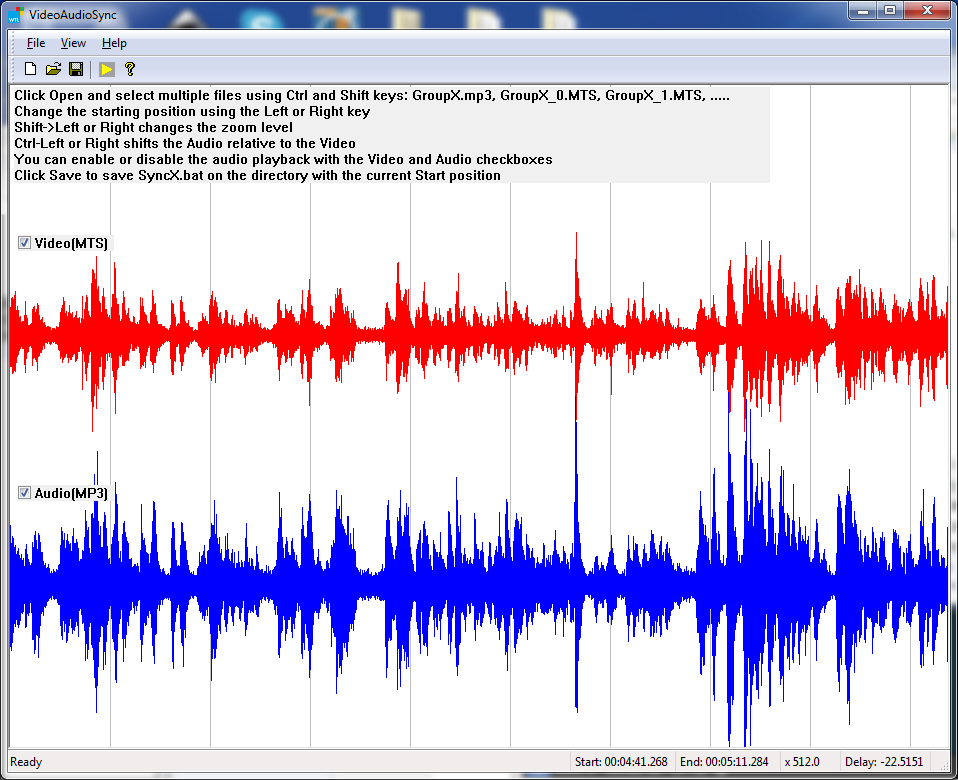 VideoAudioSync
File View Help
Click Open and select multiple files using Ctrl and Shift keys: GroupX.mp3, GroupX_0.MTS, GroupX_1.MTS, .....
Change the starting position using the Left or Right key
Shift->Left or Right changes the zoom level
Ctrl-Left or Right shifts the Audio relative to the Video
You can enable or disable the audio playback with the Video and Audio checkboxes
Click Save to save SyncX.bat on the directory with the current Start position
Video(MTS)
Audio(MP3)
Ready Start: 00:04:41.268 End: 00:05:11.284 x 512.0 Delay: -22.5151